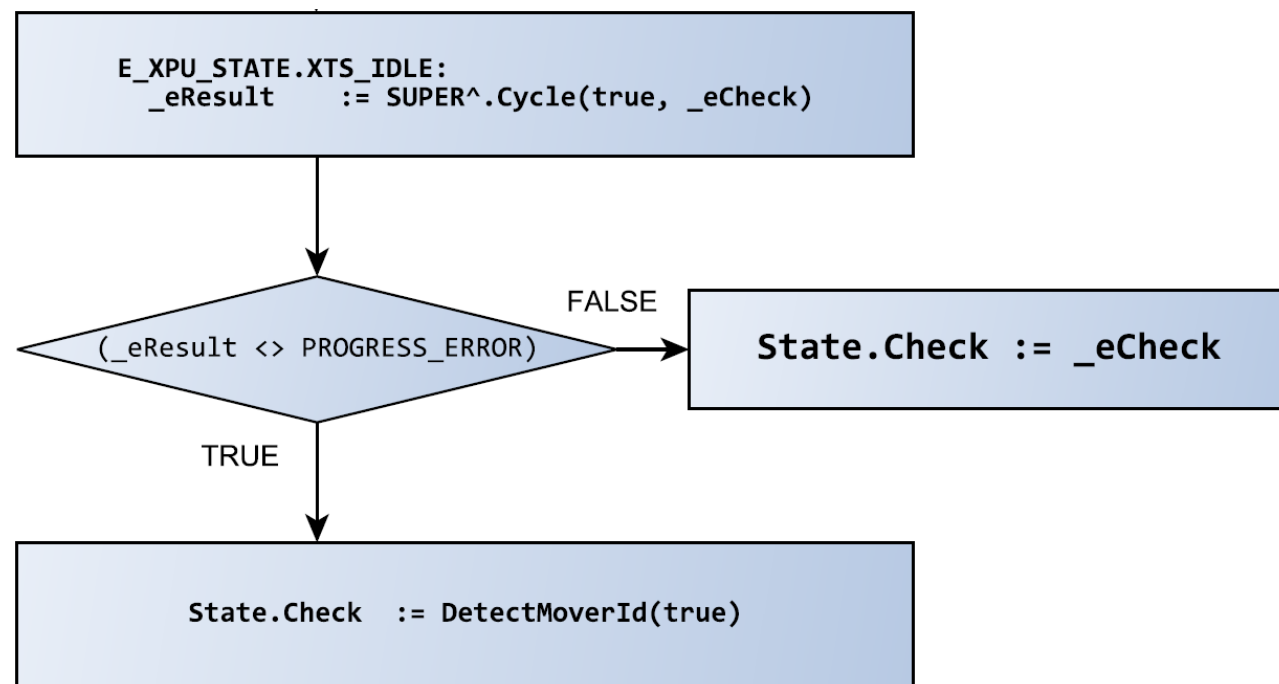 E_XPU_STATE.XTS_IDLE:
_eResult := SUPER^.Cycle(true, _eCheck)
(_eResult <> PROGRESS_ERROR)
FALSE
State.Check := _eCheck
TRUE
State.Check := DetectMoverId(true)